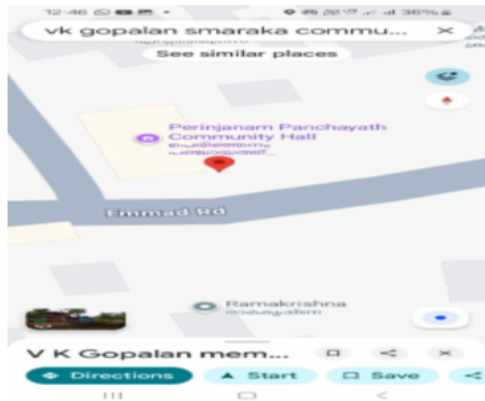 12:46
36%
vk gopalan smaraka commu...
See similar places
Perinjanam Panchayath
Community Hall
Emmad Rd
Ramakrishna
V K Gopalan mem...
Directions
Start
Save